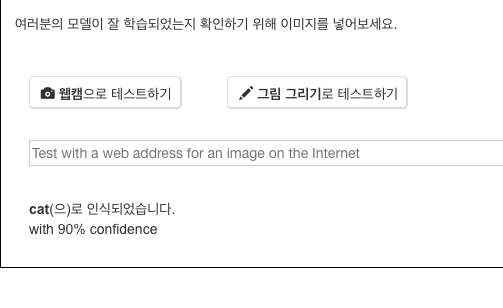 여러분의 모델이 잘 학습되었는지 확인하기 위해 이미지를 넣어보세요.
웹캠으로 테스트하기
그림 그리기로 테스트하기
Test with a web address for an image on the Internet
cat(으)로 인식되었습니다.
with 90% confidence